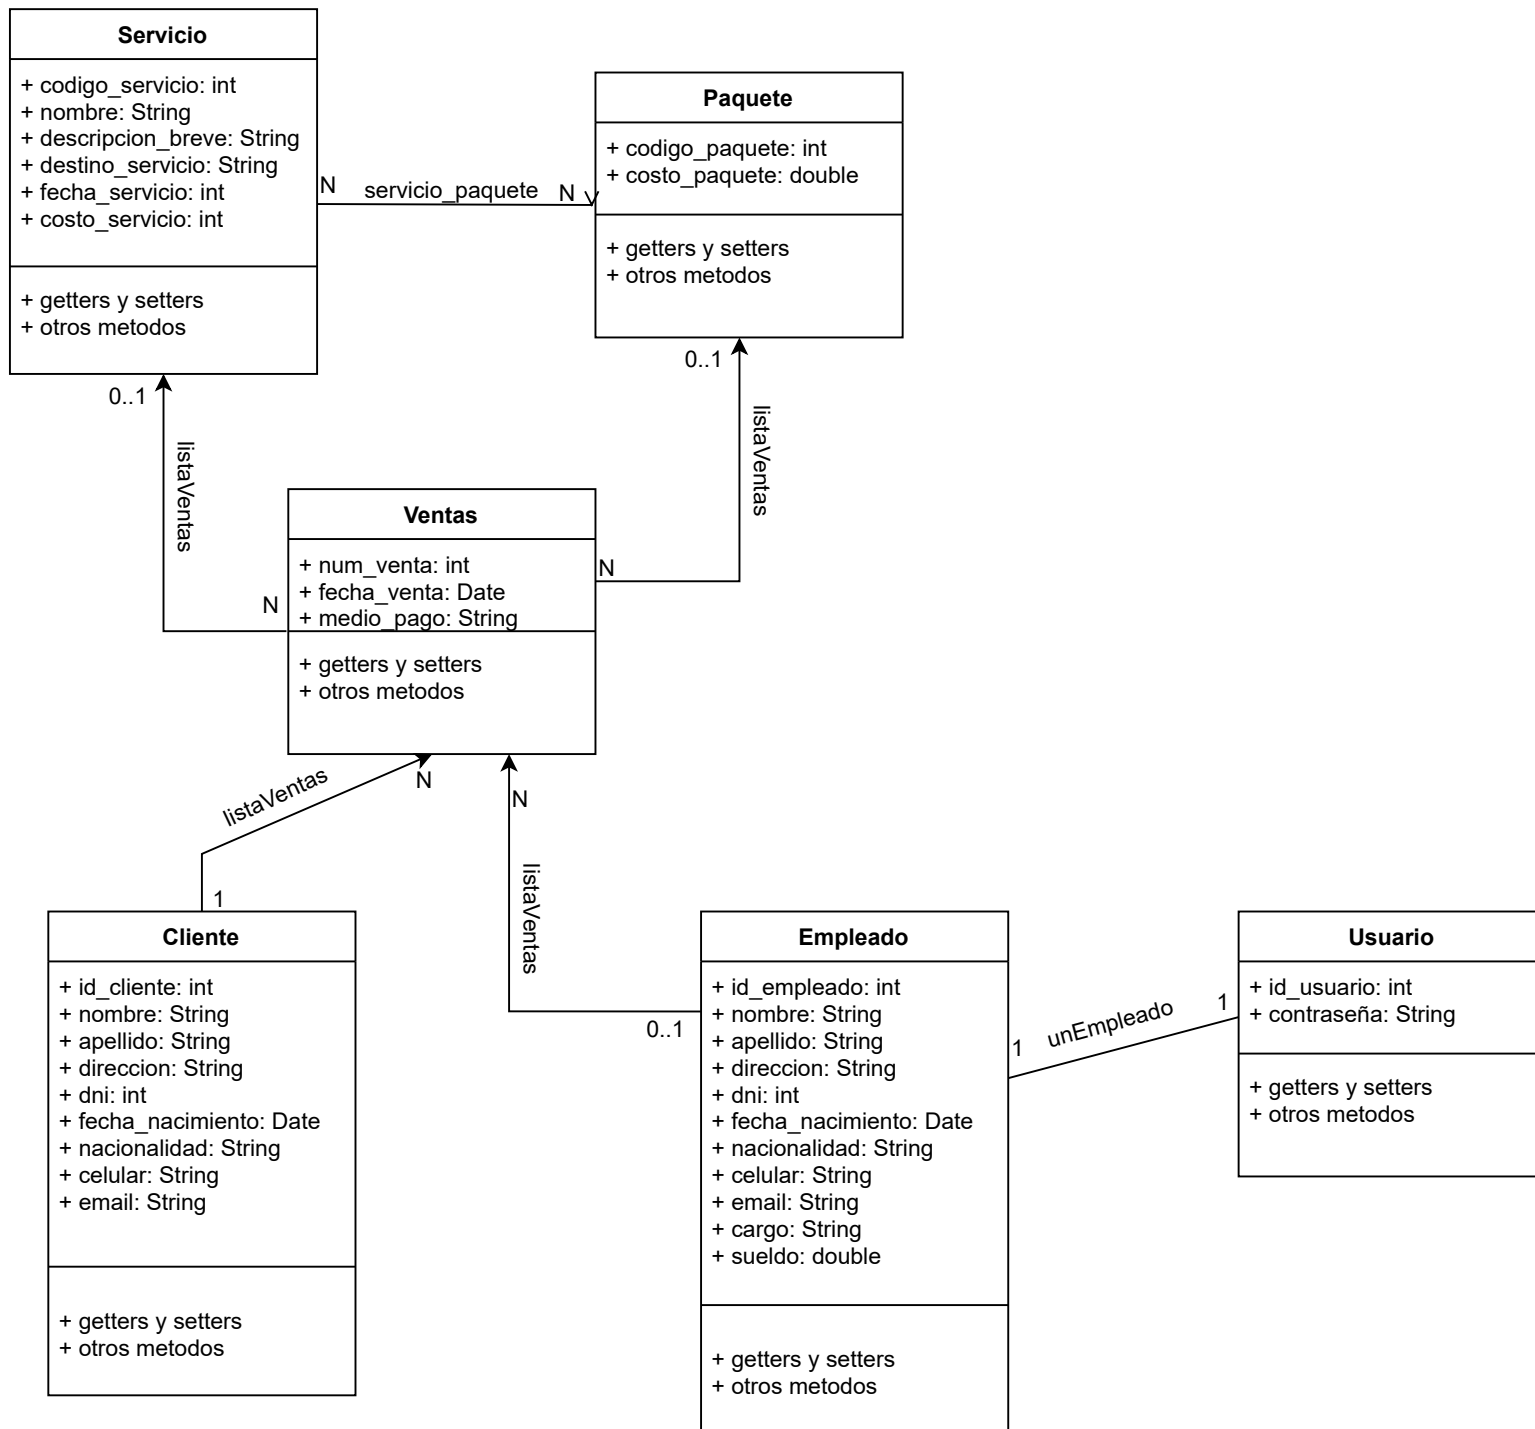 Servicio
+ codigo_servicio: int
+ nombre: String
+ descripcion_breve: String
+ destino_servicio: String
+ fecha_servicio: int
+ costo_servicio: int
+ getters y setters
+ otros metodos
N
servicio_paquete
N
Paquete
+ codigo_paquete: int
+ costo_paquete: double
+ getters y setters
+ otros metodos
0..1
listaVentas
N
0..1
listaVentas
N
Ventas
+ num_venta: int
+ fecha_venta: Date
+ medio_pago: String
+ getters y setters
+ otros metodos
listaVentas
N
1
N
listaVentas
0..1
Cliente
+ id_cliente: int
+ nombre: String
+ apellido: String
+ direccion: String
+ dni: int
+ fecha_nacimiento: Date
+ nacionalidad: String
+ celular: String
+ email: String
+ getters y setters
+ otros metodos
Empleado
+ id_empleado: int
+ nombre: String
+ apellido: String
+ direccion: String
+ dni: int
+ fecha_nacimiento: Date
+ nacionalidad: String
+ celular: String
+ email: String
+ cargo: String
+ sueldo: double
+ getters y setters
+ otros metodos
1
unEmpleado
1
Usuario
+ id_usuario: int
+ contraseña: String
+ getters y setters
+ otros metodos